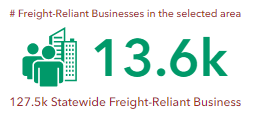 # Freight-Reliant Businesses in the selected area
13.6k
127.5k Statewide Freight-Reliant Business